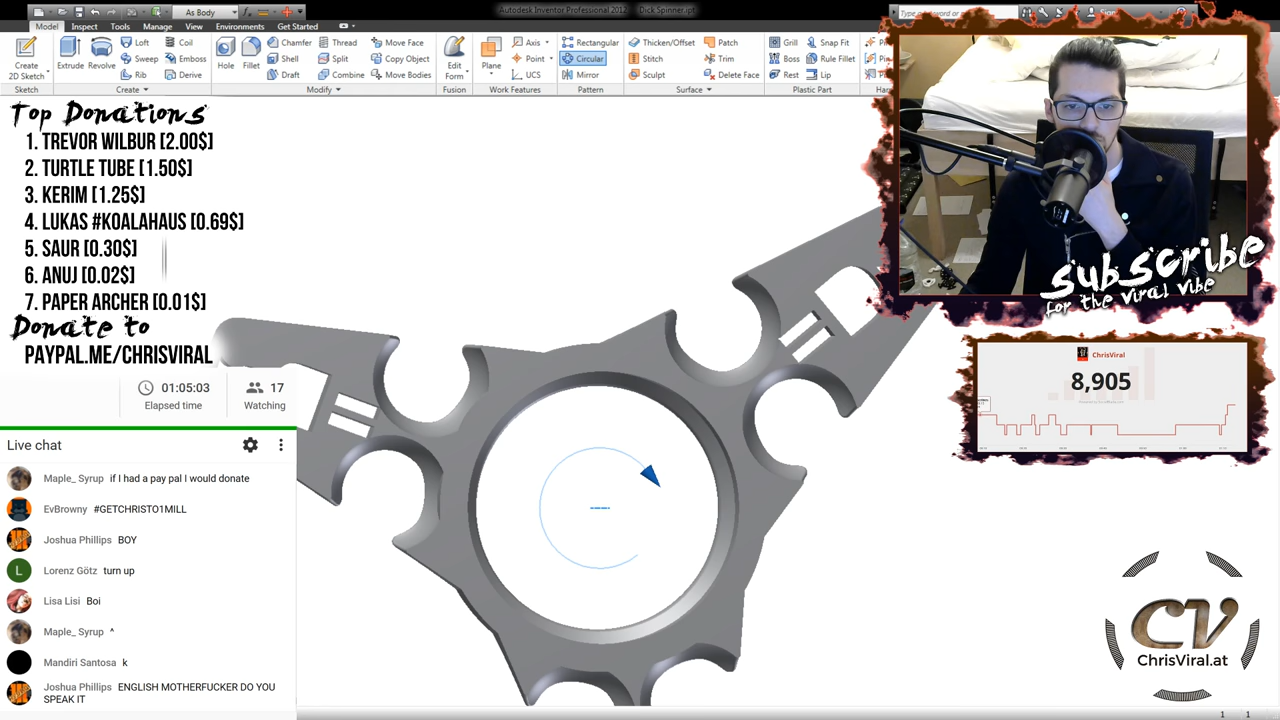 As Body
Autodesk Inventor Professional 2012 Dick Spinner.ipt
Type a keyword or
Model Inspect Tools Manage View Environments Get Started
Create
2D Sketch
Sketch
Extrude
Revolve
Loft
Sweep
Rib
Coil
Emboss
Derive
Create
Hole
Fillet
Chamfer
Shell
Draft
Thread
Split
Combine
Move Face
Copy Object
Move Bodies
Modify
Edit
Form
Fusion
Plane
Axis
Point
UCS
Work Features
Rectangular
Circular
Mirror
Pattern
Thicken/Offset
Stitch
Sculpt
Patch
Trim
Delete Face
Surface
Grill
Boss
Rest
Snap Fit
Rule Fillet
Lip
Plastic Part
Top Donations
1. TREVOR WILBUR [2.00$]
2. TURTLE TUBE [1.50$]
3. KERIM [1.25$]
4. LUKAS #KOALAHAUS [0.69$]
5. SAUR [0.30$]
6. ANUJ [0.02$]
7. PAPER ARCHER [0.01$]
Donate to
PAYPAL.ME/CHRISVIRAL
01:05:03
Elapsed time
17
Watching
Live chat
Maple_ Syrup if I had a pay pal I would donate
EvBrowny #GETCHRISTO1MILL
Joshua Phillips BOY
Lorenz Götz turn up
Lisa Lisi Boi
Maple_ Syrup ^
Mandiri Santosa k
Joshua Phillips ENGLISH MOTHERFUCKER DO YOU
SPEAK IT
L
Subscribe
for the viral vibe
ChrisViral
8,905
CV
ChrisViral.at
1 1